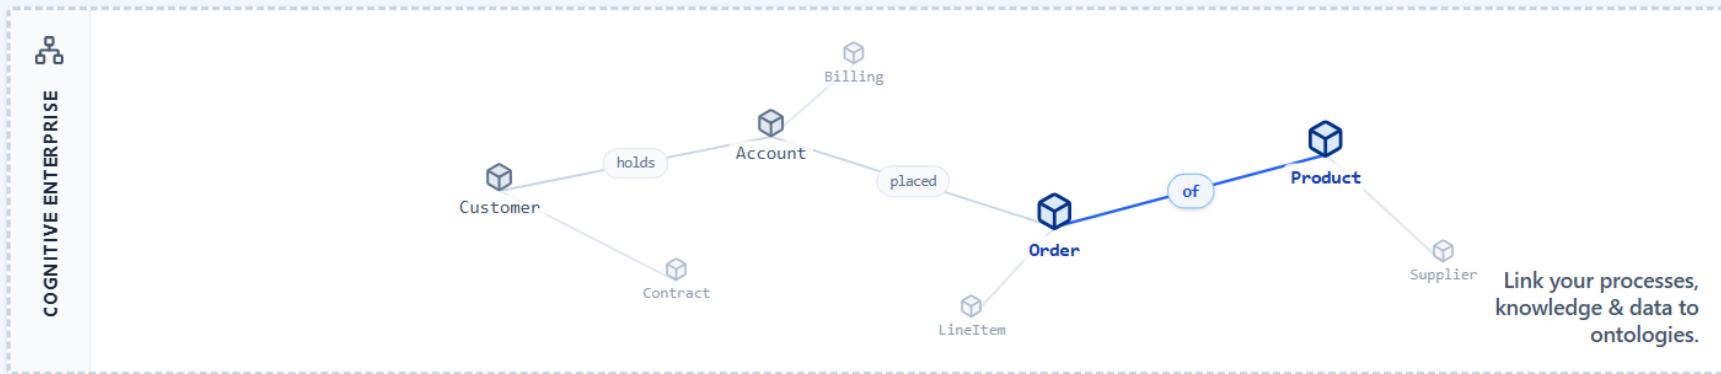 COGNITIVE ENTERPRISE
Billing
Account
holds
placed
Customer
of
Product
Order
Contract
LineItem
Supplier
Link your processes,
knowledge & data to
ontologies.